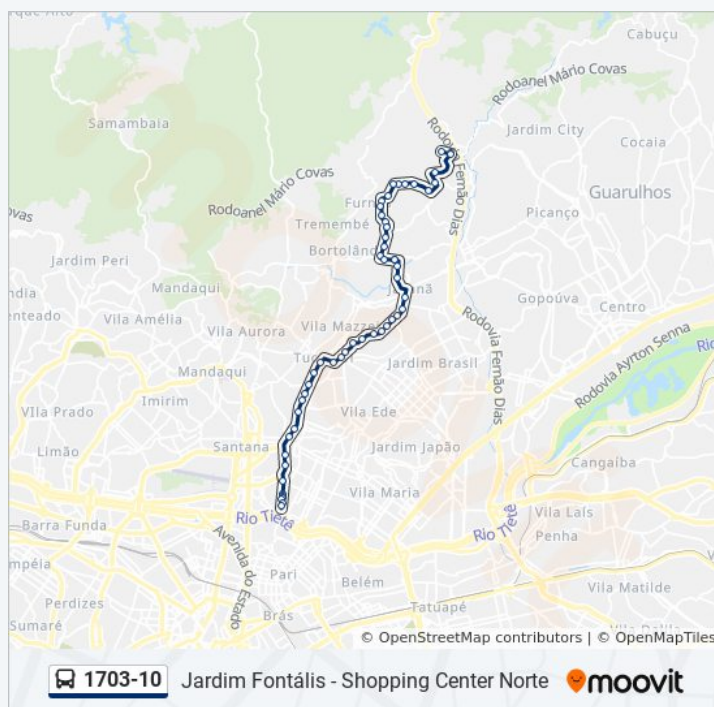 Cabuçu
Rodoanel Mário Covas
Samambaia
Jardim City
Cocaia
Rodovia Fernão Dias
Rodoanel Mário Covas
Guarulhos
Picanço
Tremembé
Bortolân
Jardim Peri
Mandaqui
Gopoúva
Centro
Vila Amélia
Vila Aurora
Vila Mazze
Rodovia Fernão Dias
Rodovia Ayrton Senna
Mandaqui
Jardim Brasil
VIla Prado
Imirim
Vila Ede
Limão
Santana
Jardim Japão
Cangaíba
Vila Maria
Barra Funda
Rio Tietê
Rio Tietê
Vila Laís
Penha
Avenida do Estado
Pari
Belém
Vila Matilde
Perdizes
Brás
Tatuapé
Sumaré
© OpenStreetMap contributors | © OpenMapTiles
1703-10 Jardim Fontális - Shopping Center Norte moovit